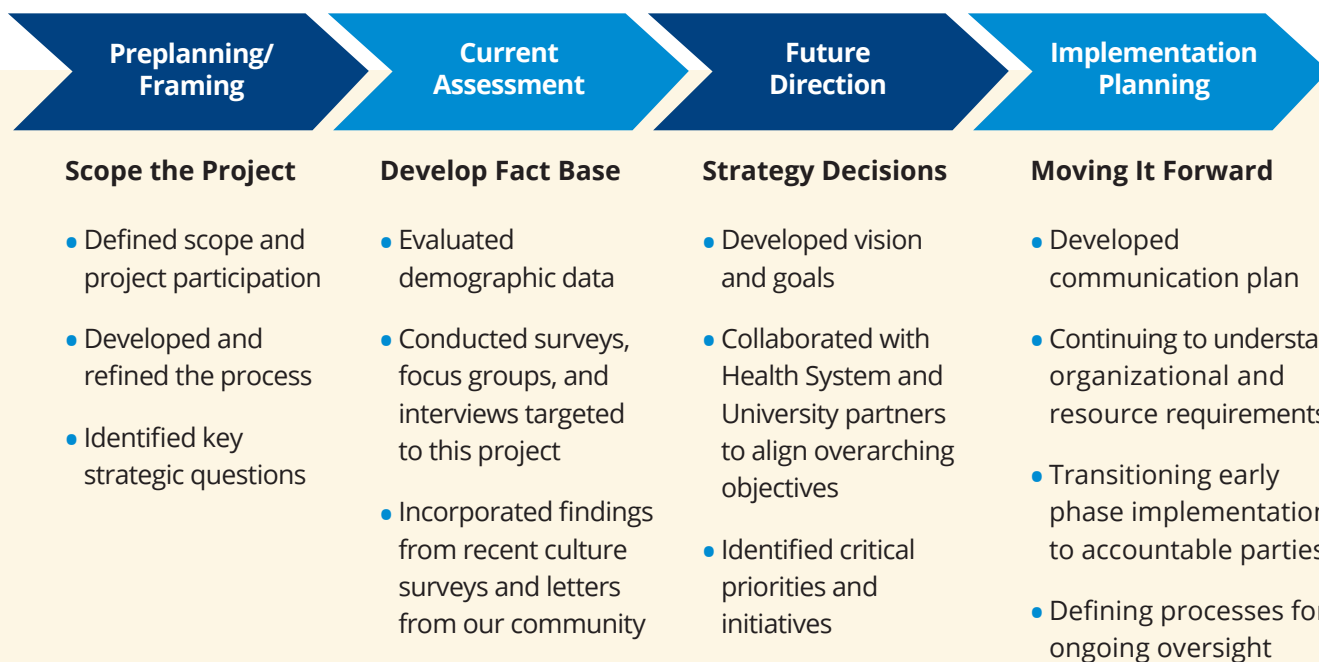 Preplanning/
Framing
Current
Assessment
Future
Direction
Implementation
Planning
Scope the Project
• Defined scope and
project participation
• Developed and
refined the process
• Identified key
strategic questions
Develop Fact Base
• Evaluated
demographic data
• Conducted surveys,
focus groups, and
interviews targeted
to this project
• Incorporated findings
from recent culture
surveys and letters
from our community
Strategy Decisions
• Developed vision
and goals
• Collaborated with
Health System and
University partners
to align overarching
objectives
• Identified critical
priorities and
initiatives
Moving It Forward
• Developed
communication plan
• Continuing to
organizational and
resource
• Transitioning early
phase
to accountable
• Defining processes
ongoing oversight